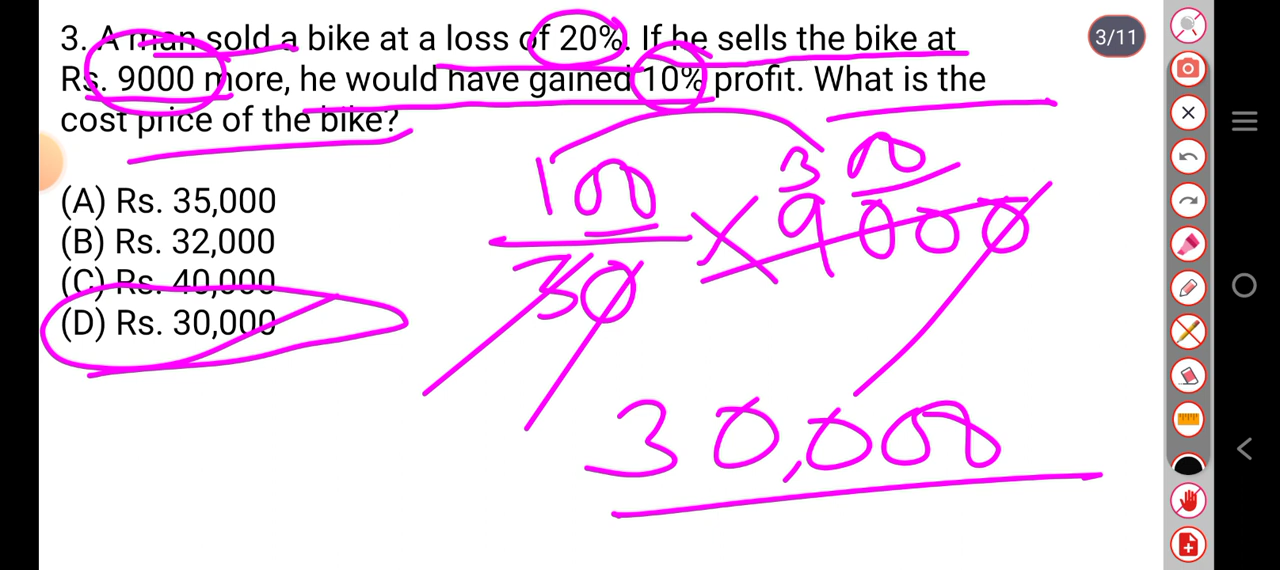 3. A man sold a bike at a loss of 20%. If he sells the bike at
Rs. 9000 more, he would have gained 10% profit. What is the
cost price of the bike?
(A) Rs. 35,000
(B) Rs. 32,000
(C) Rs. 40,000
(D) Rs. 30,000
3/11
3 00
100
× 9000
30
30,000